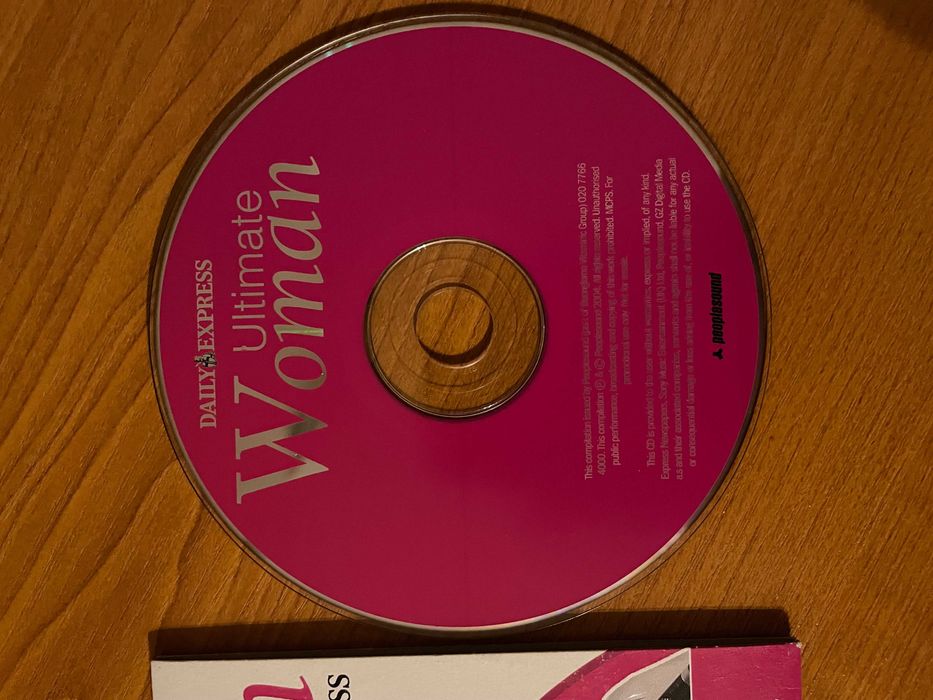 DAILY EXPRESS
Ultimate
Woman
This compilation issued by Peoplesound (part of Guerrilla Group) 020 7766
4000. This compilation ℗ & © Peoplesound 2004. All rights reserved. Unauthorised
public performance, broadcasting and copying of this work prohibited. MCPS. For
promotional use only. Not for resale.
This CD is provided to the user without warranties, express or implied, of any kind.
Express Newspapers, Sony Music Entertainment (UK) Ltd, Peoplesound, GZ Digital Media
a.s and their associated companies, servants and agents shall not be liable for any actual
or consequential damage or loss arising from the use of, or inability to use the CD.
peoplesound
n
SS